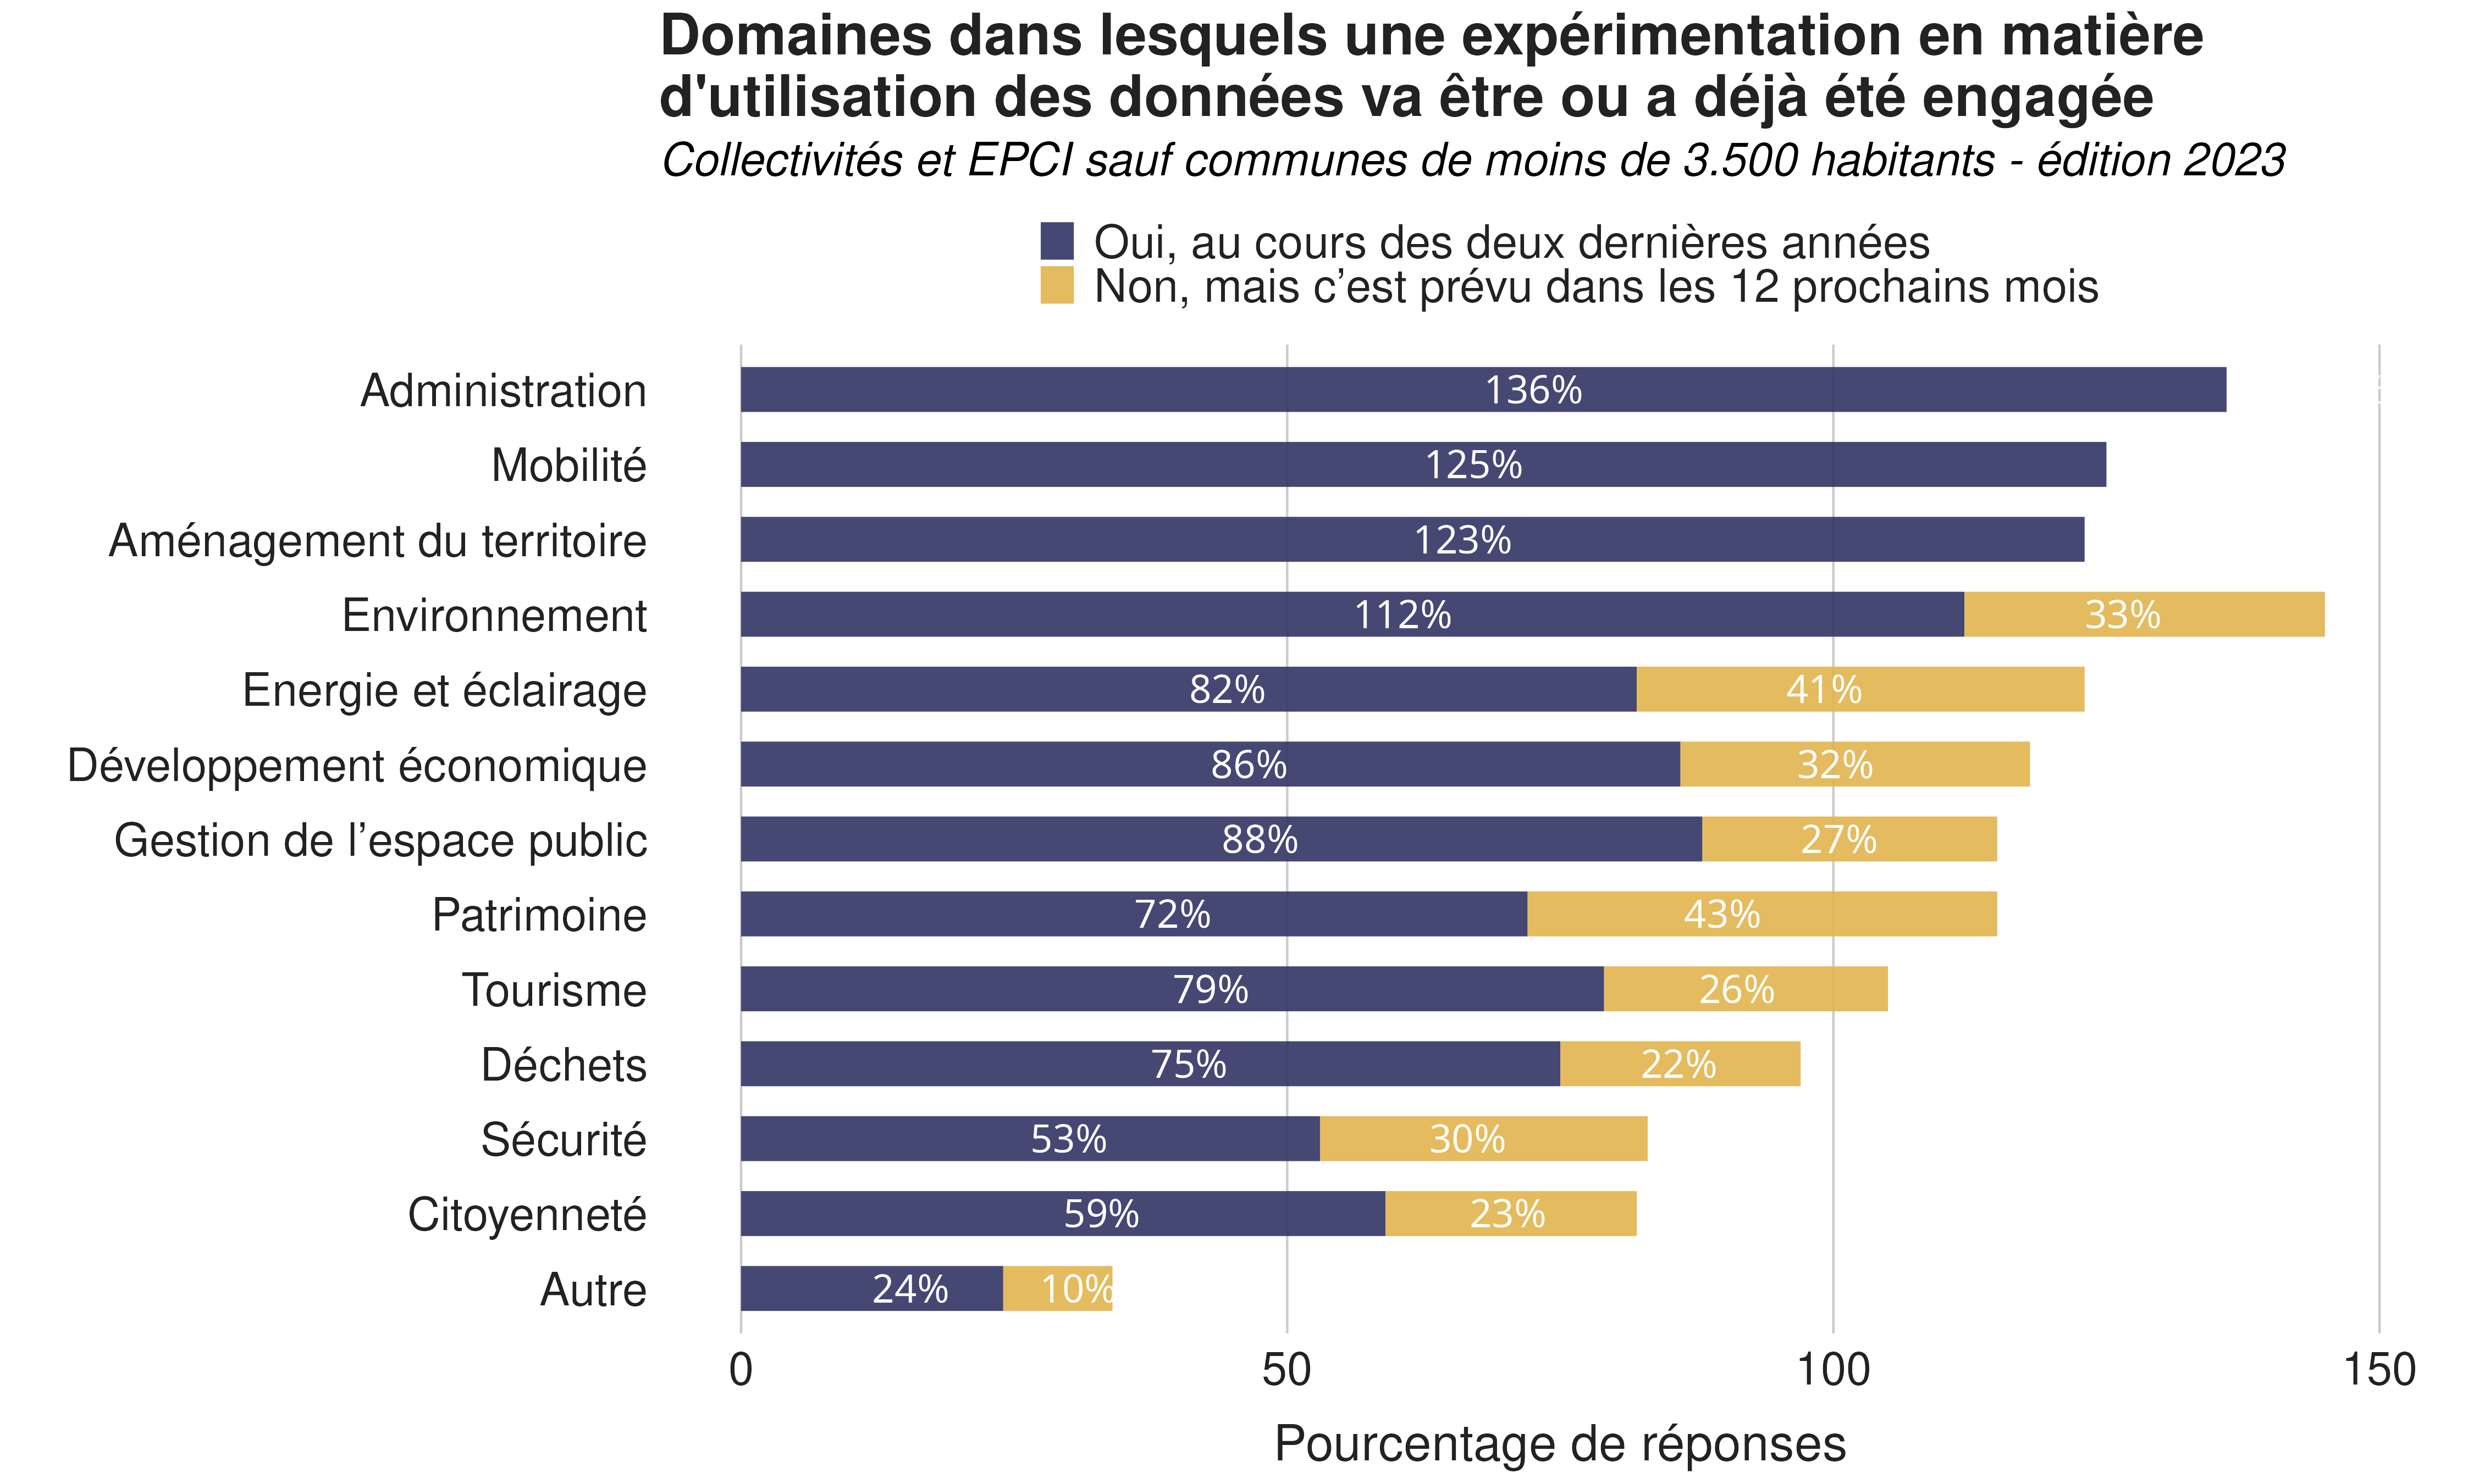 Domaines dans lesquels une expérimentation en matière
d'utilisation des données va être ou a déjà été engagée
Collectivités et EPCI sauf communes de moins de 3.500 habitants - édition 2023
Oui, au cours des deux dernières années
Non, mais c’est prévu dans les 12 prochains mois
Administration 136%
Mobilité 125%
Aménagement du territoire 123%
Environnement 112% 33%
Energie et éclairage 82% 41%
Développement économique 86% 32%
Gestion de l’espace public 88% 27%
Patrimoine 72% 43%
Tourisme 79% 26%
Déchets 75% 22%
Sécurité 53% 30%
Citoyenneté 59% 23%
Autre 24% 10%
0 50 100 150
Pourcentage de réponses